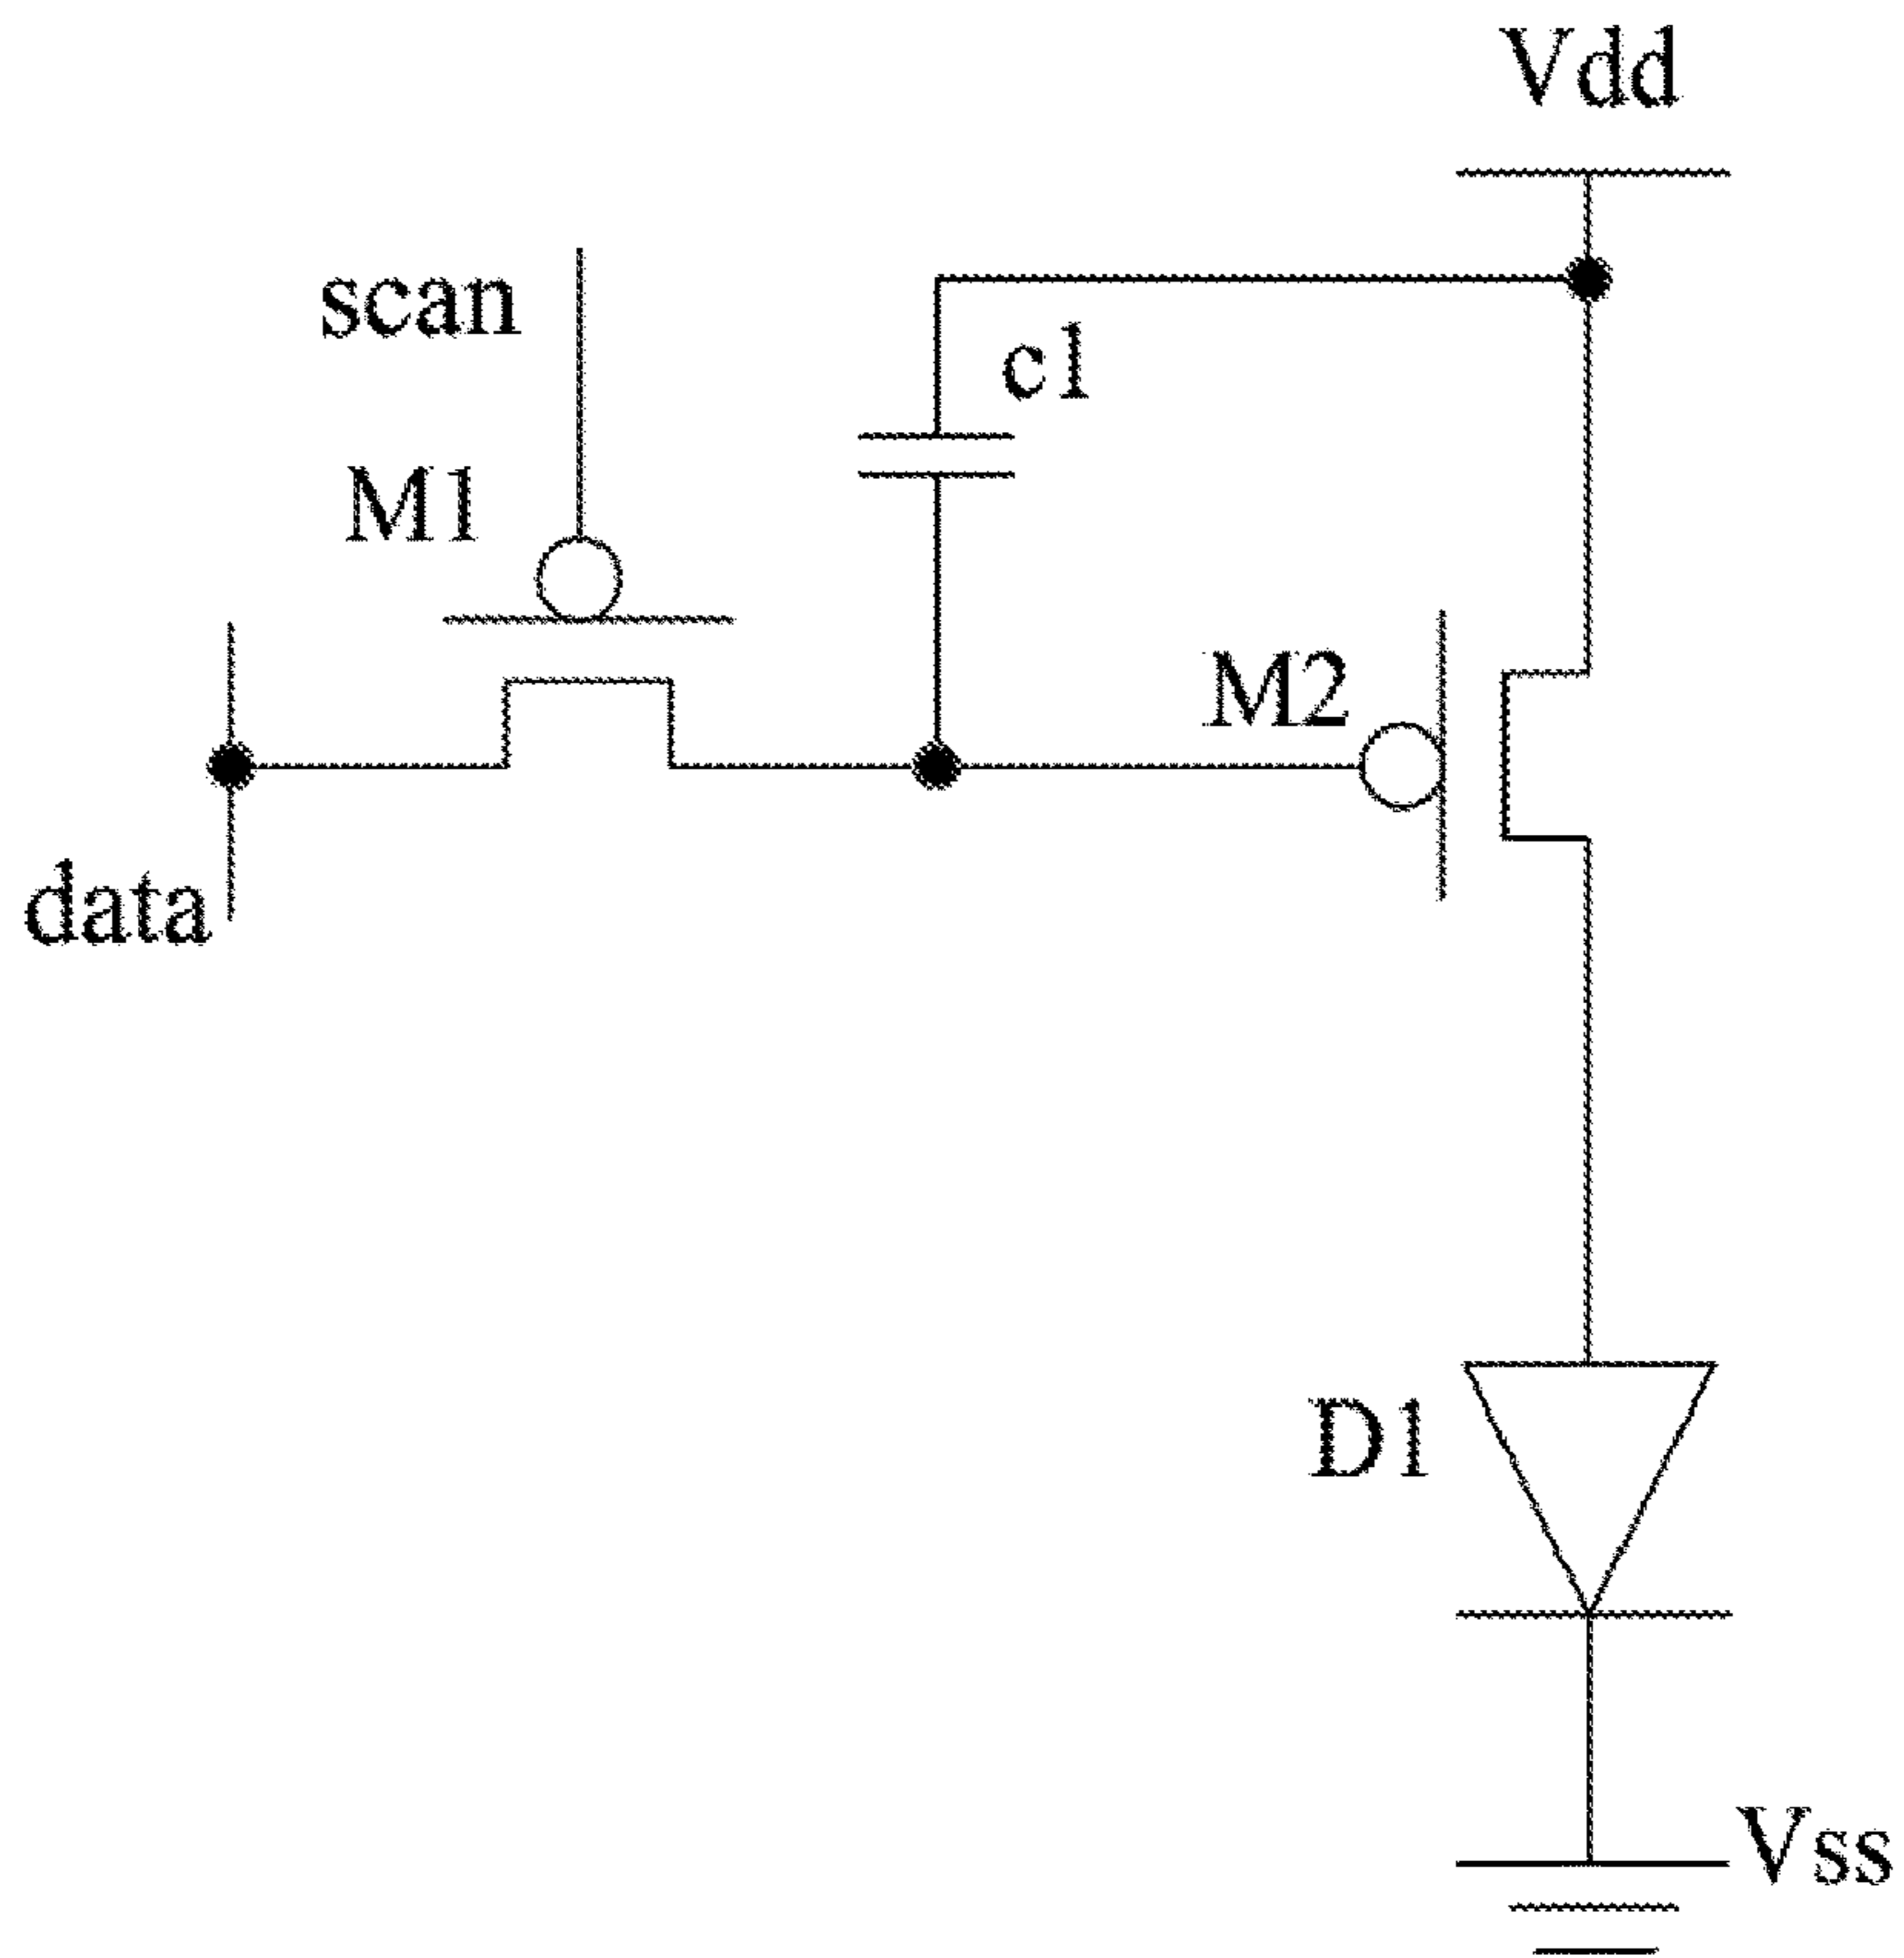 Vdd
scan
c1
M1
M2
data
D1
Vss